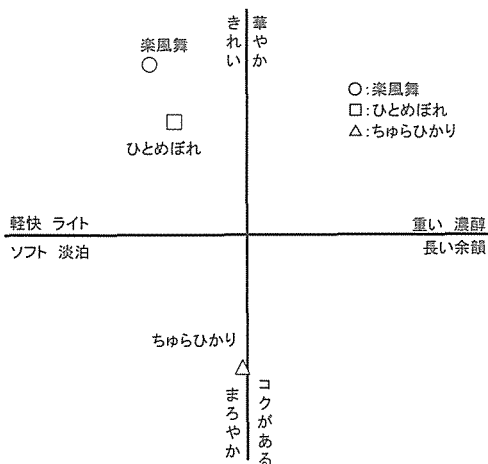 楽風舞
きれい
華やか
○:楽風舞
□:ひとめぼれ
△:ちゅらひかり
ひとめぼれ
軽快 ライト
ソフト 淡泊
重い 濃醇
長い余韻
ちゅらひかり
まろやか
コクがある